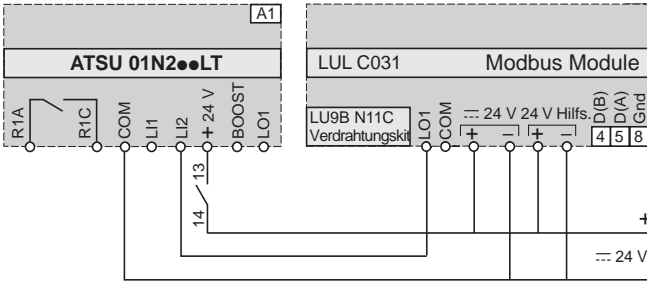 A1
ATSU 01N2●●LT
R1A
R1C
COM
LI1
LI2
+ 24 V
BOOST
LO1
LUL C031
Modbus Module
LU9B N11C
Verdrahtungskit
LO1
COM
⎓ 24 V
24 V Hilfs.
+
−
+
−
D(B)
D(A)
Gnd
4 5 8
13
14
+
⎓ 24 V